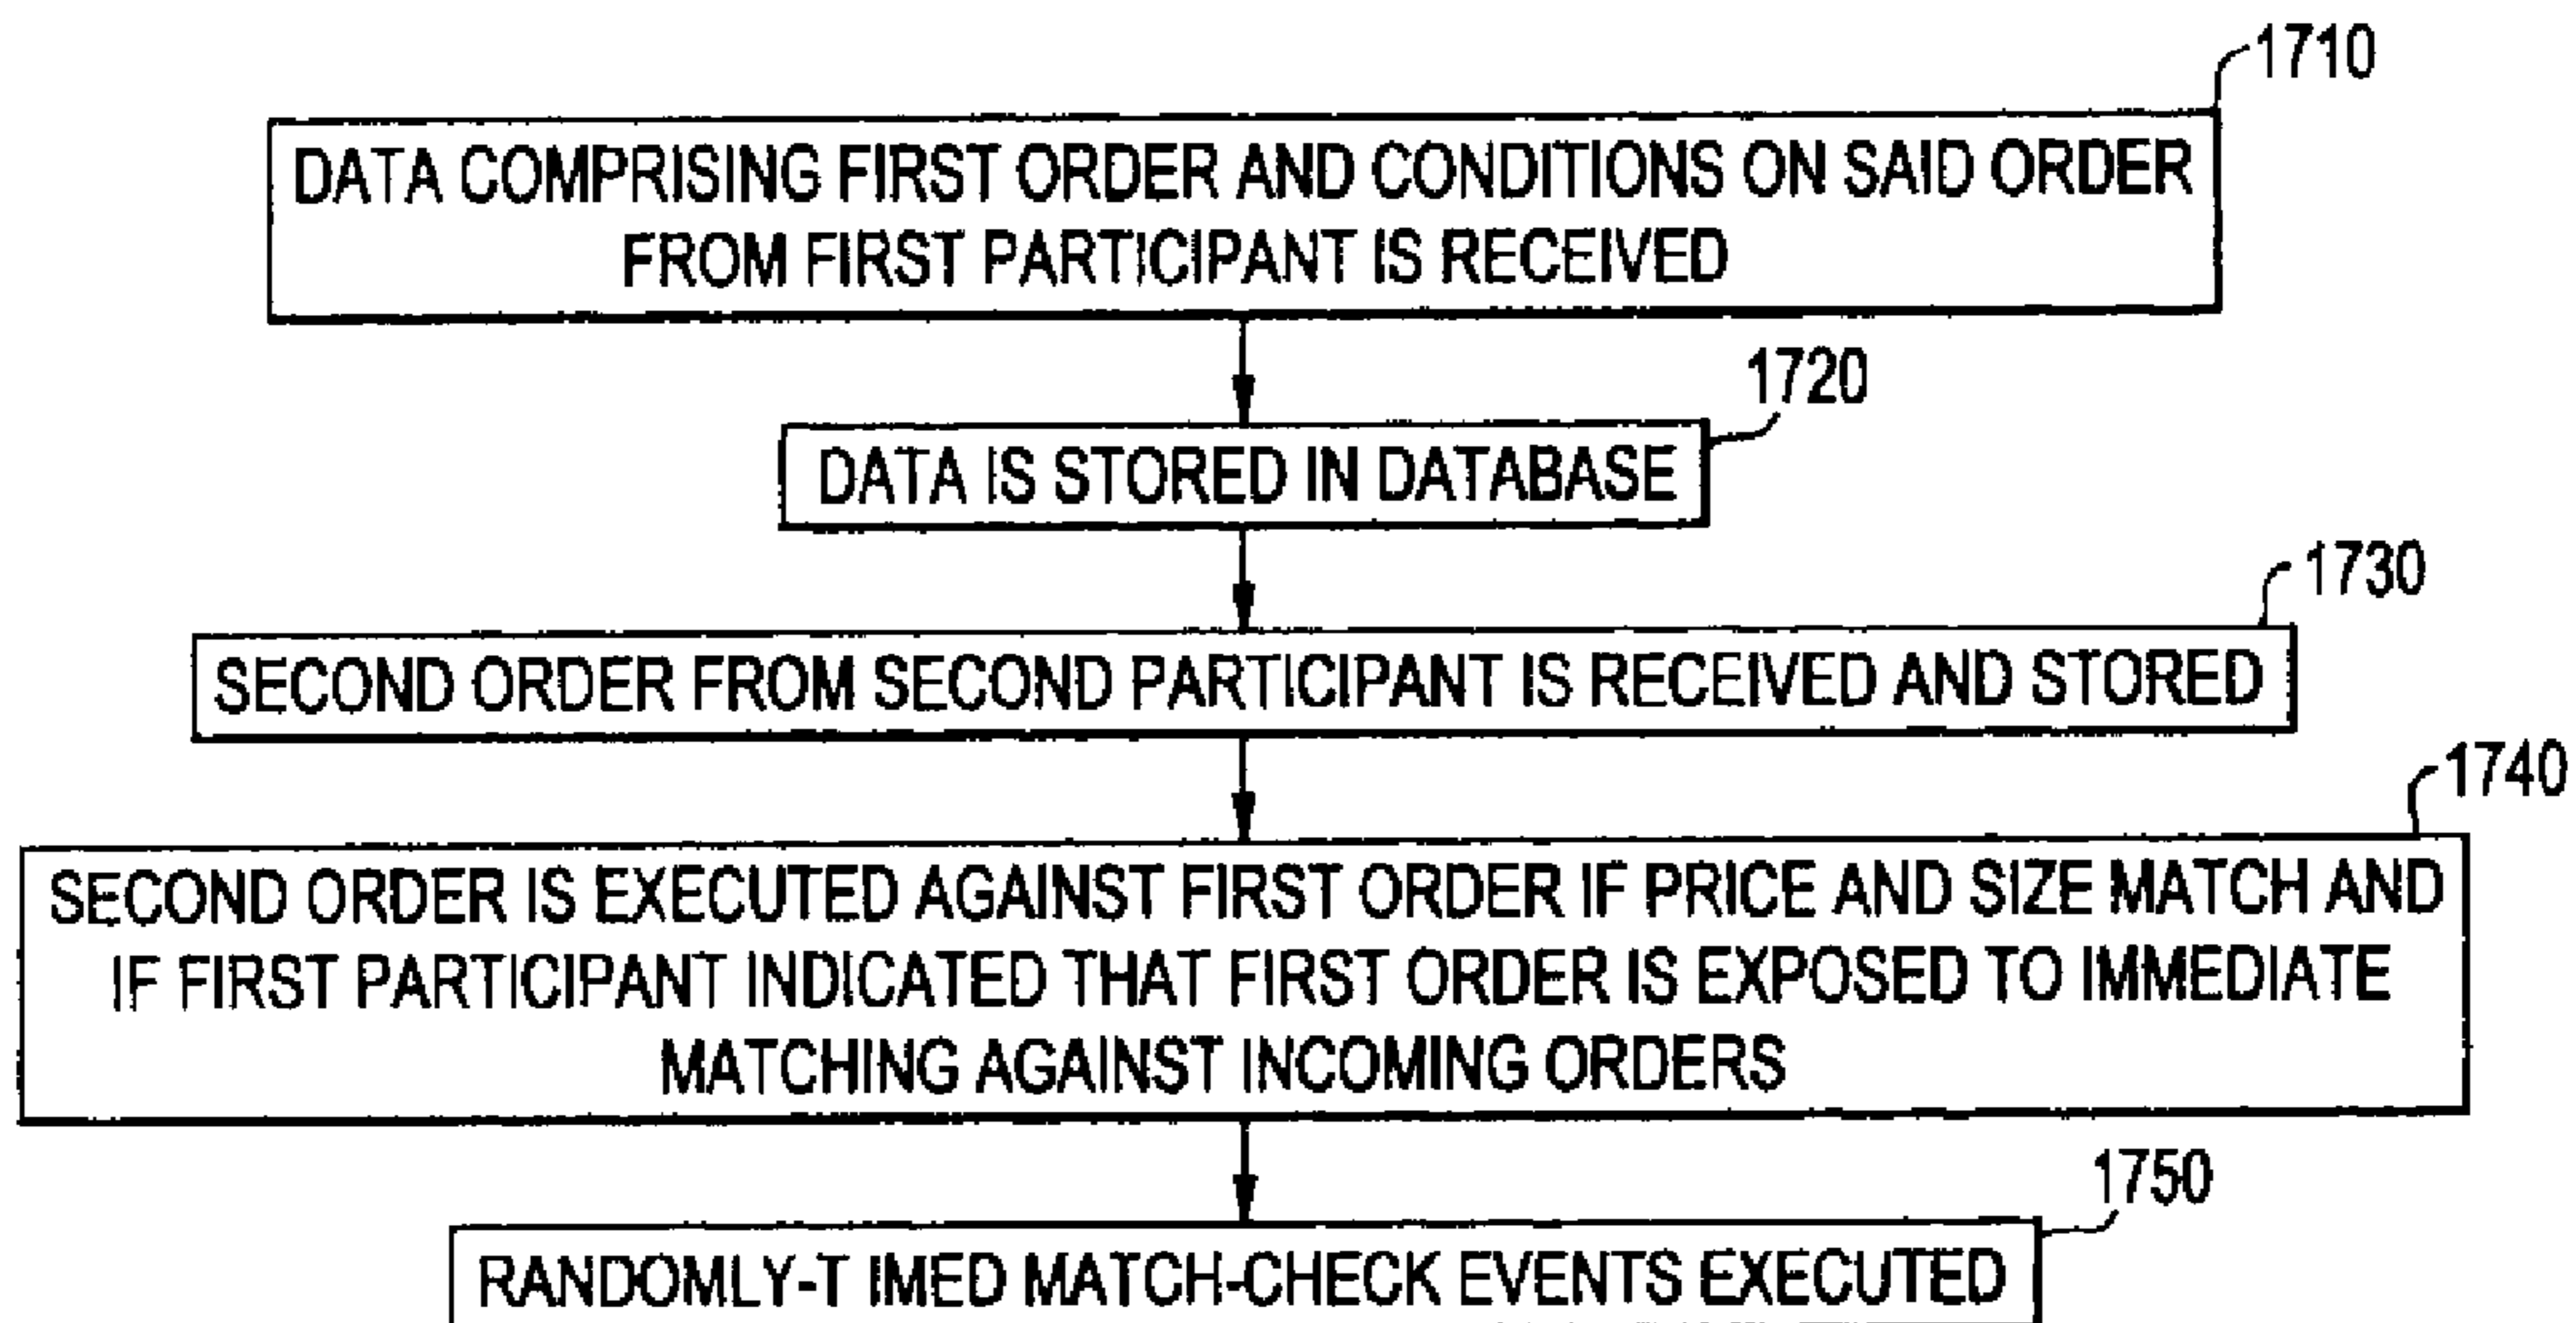 1710
DATA COMPRISING FIRST ORDER AND CONDITIONS ON SAID ORDER
FROM FIRST PARTICIPANT IS RECEIVED
1720
DATA IS STORED IN DATABASE
1730
SECOND ORDER FROM SECOND PARTICIPANT IS RECEIVED AND STORED
1740
SECOND ORDER IS EXECUTED AGAINST FIRST ORDER IF PRICE AND SIZE MATCH AND
IF FIRST PARTICIPANT INDICATED THAT FIRST ORDER IS EXPOSED TO IMMEDIATE
MATCHING AGAINST INCOMING ORDERS
1750
RANDOMLY-T IMED MATCH-CHECK EVENTS EXECUTED